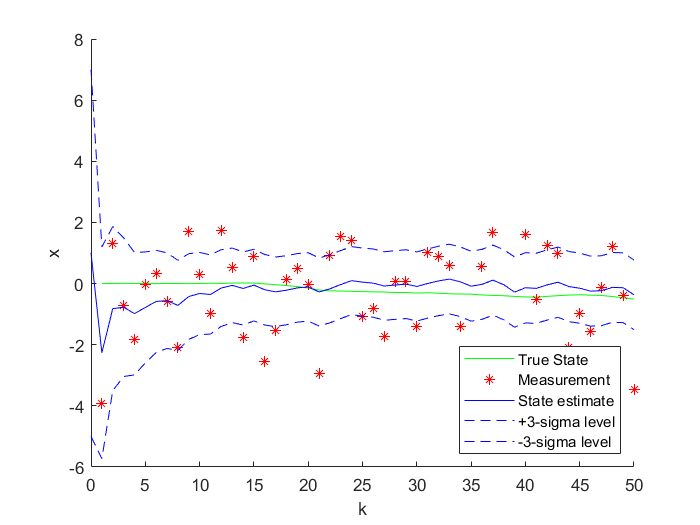 8
6
4
2
0
-2
-4
-6
x
0 5 10 15 20 25 30 35 40 45 50
k
True State
Measurement
State estimate
+3-sigma level
-3-sigma level